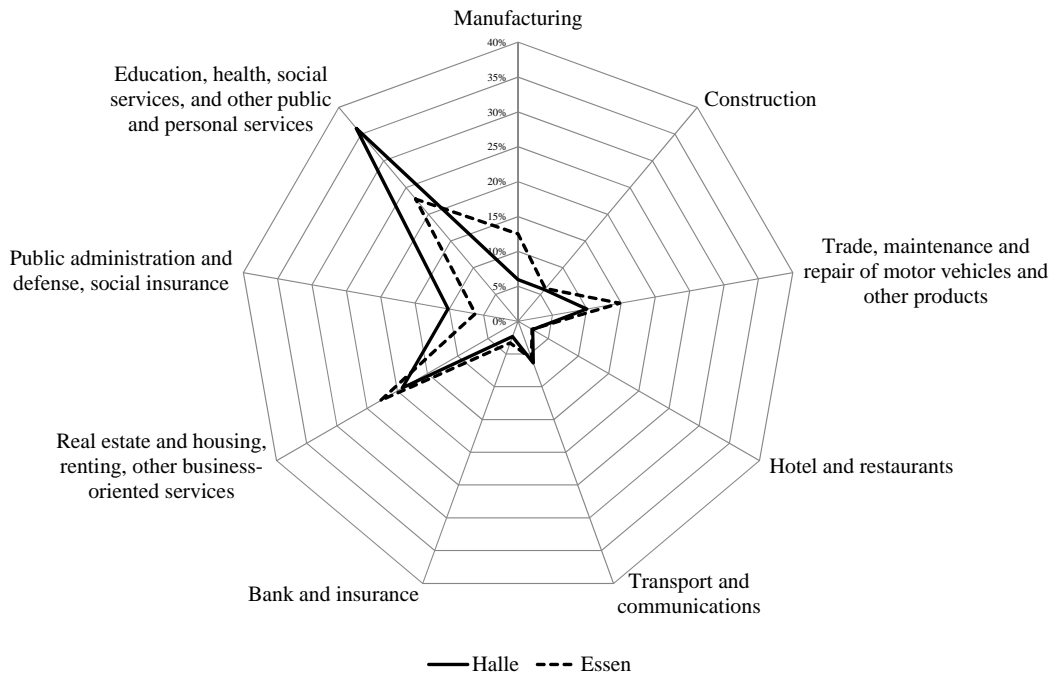 Manufacturing
40%
35%
30%
25%
20%
15%
10%
5%
0%
Construction
Trade, maintenance and
repair of motor vehicles and
other products
Hotel and restaurants
Transport and
communications
Bank and insurance
Real estate and housing,
renting, other business-
oriented services
Public administration and
defense, social insurance
Education, health, social
services, and other public
and personal services
Halle Essen